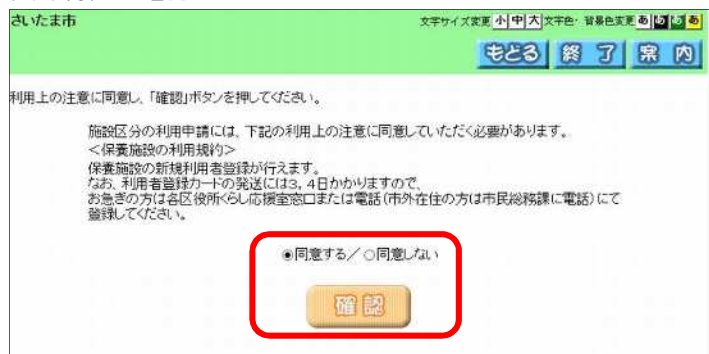 さいたま市
文字サイズ変更 小 中 大 文字色・背景色変更 あ あ あ あ
もどる 終 了 案 内
利用上の注意に同意し、「確認」ボタンを押してください。
施設区分の利用申請には、下記の利用上の注意に同意していただく必要があります。
＜保養施設の利用規約＞
保養施設の新規利用者登録が行えます。
なお、利用者登録カードの発送には3，4日かかりますので、
お急ぎの方は各区役所くらし応援室窓口または電話（市外在住の方は市民総務課に電話）にて
登録してください。
◉同意する／○同意しない
確 認